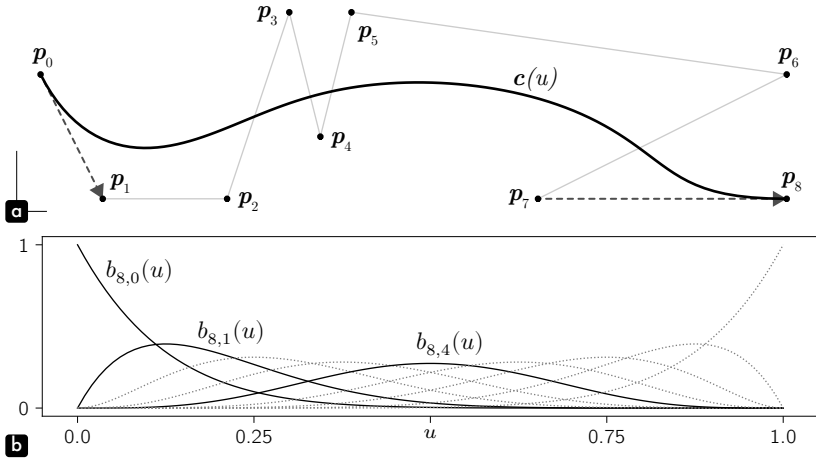 p₃
p₅
p₀
c(u)
p₆
p₄
p₁
p₂
p₇
p₈
a
1
b₈,₀(u)
b₈,₁(u)
b₈,₄(u)
0
b
0.0
0.25
u
0.75
1.0